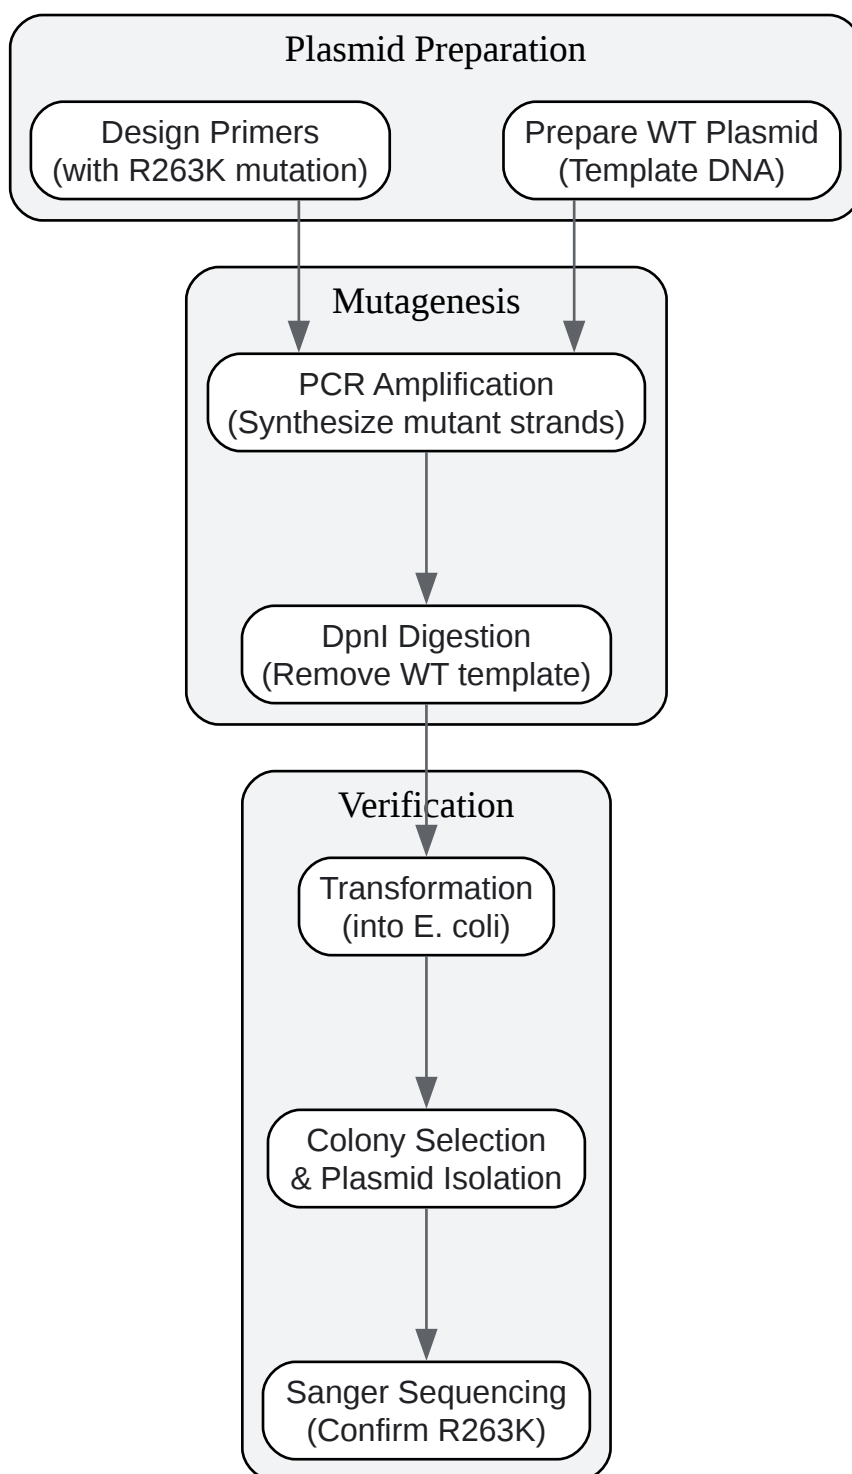 Plasmid Preparation
Design Primers
(with R263K mutation)
Prepare WT Plasmid
(Template DNA)
Mutagenesis
PCR Amplification
(Synthesize mutant strands)
DpnI Digestion
(Remove WT template)
Verification
Transformation
(into E. coli)
Colony Selection
& Plasmid Isolation
Sanger Sequencing
(Confirm R263K)